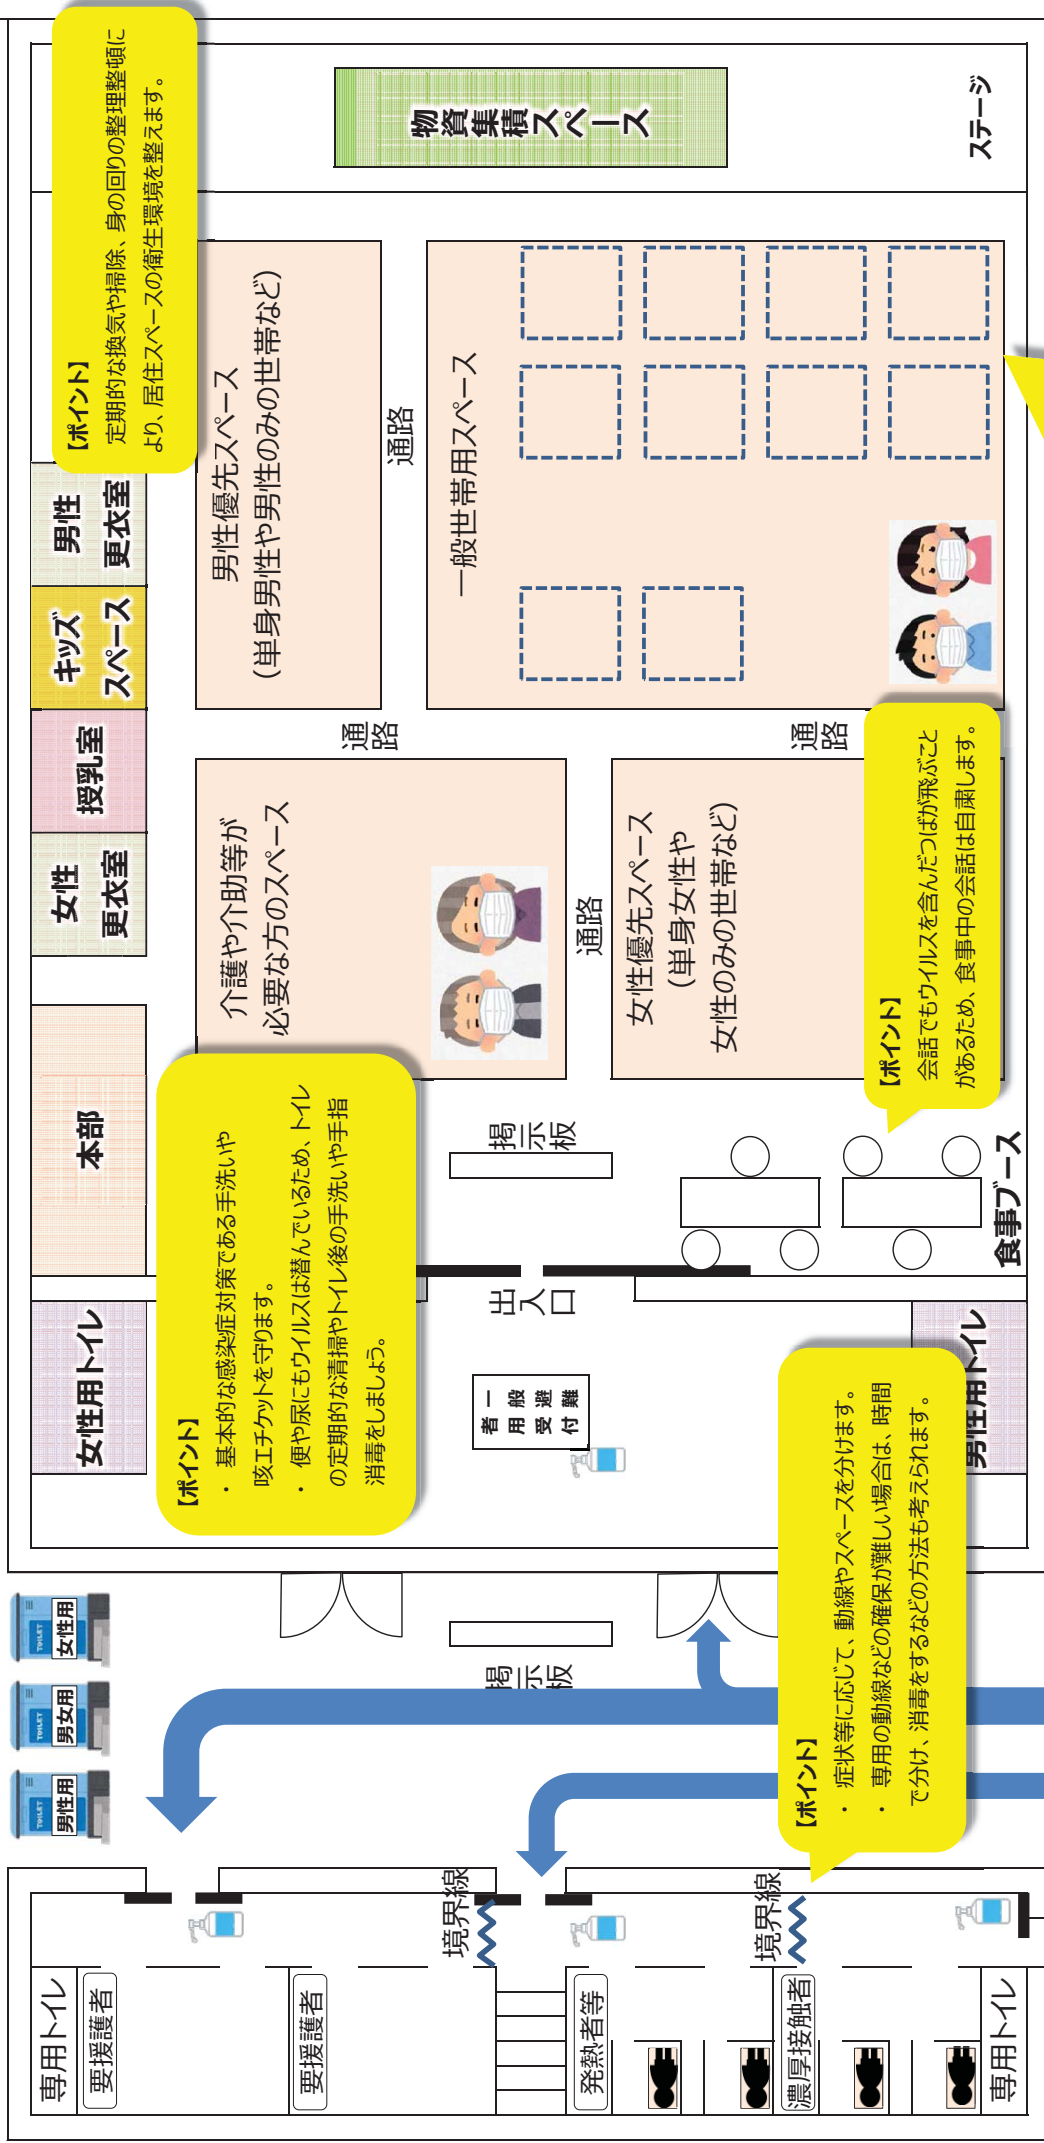 【ポイント】
定期的な換気や掃除、身の回りの整理整頓に
より、居住スペースの衛生環境を整えます。
物資集積スペース
ステージ
男性
更衣室
キッズ
スペース
授乳室
女性
更衣室
本部
女性用トイレ
男性優先スペース
(単身男性や男性のみの世帯など)
通路
一般世帯用スペース
通路
通路
介護や介助等が
必要な方のスペース
通路
女性優先スペース
(単身女性や
女性のみの世帯など)
【ポイント】
会話でもウイルスを含んだつばが飛ぶこと
があるため、食事中の会話は自粛します。
【ポイント】
・ 基本的な感染症対策である手洗いや
咳エチケットを守ります。
・ 便や尿にもウイルスは潜んでいるため、トイレ
の定期的な清掃やトイレ後の手洗いや手指
消毒をしましょう。
掲示板
食事ブース
出入口
一般避難
者用受付
男性用トイレ
【ポイント】
・ 症状等に応じて、動線やスペースを分けます。
・ 専用の動線などの確保が難しい場合は、時間
で分け、消毒をするなどの方法も考えられます。
掲示板
TOILET
女性用
TOILET
男女用
TOILET
男性用
境界線
境界線
専用トイレ
要援護者
要援護者
発熱者等
濃厚接触者
専用トイレ